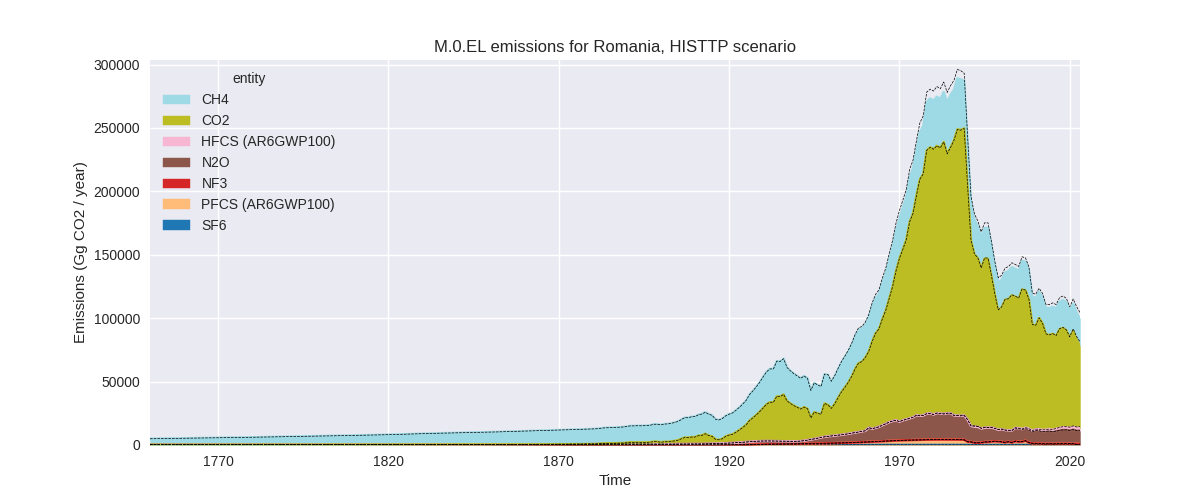 M.0.EL emissions for Romania, HISTTP scenario
300000
250000
200000
150000
100000
50000
0
Emissions (Gg CO2 / year)
entity
CH4
CO2
HFCS (AR6GWP100)
N2O
NF3
PFCS (AR6GWP100)
SF6
1770 1820 1870 1920 1970 2020
Time